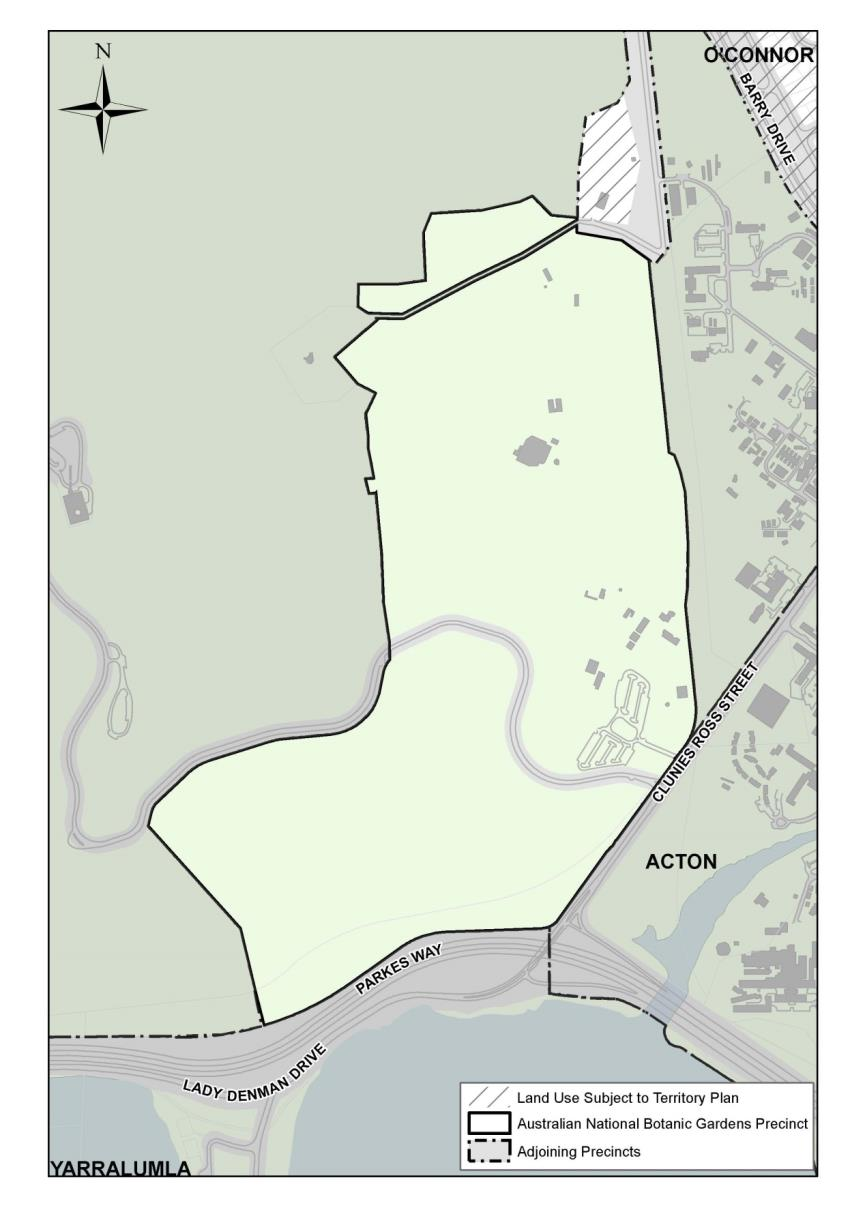 N
O'CONNOR
BARRY DRIVE
CLUNIES ROSS STREET
ACTON
PARKES WAY
LADY DENMAN DRIVE
YARRALUMLA
Land Use Subject to Territory Plan
Australian National Botanic Gardens Precinct
Adjoining Precincts